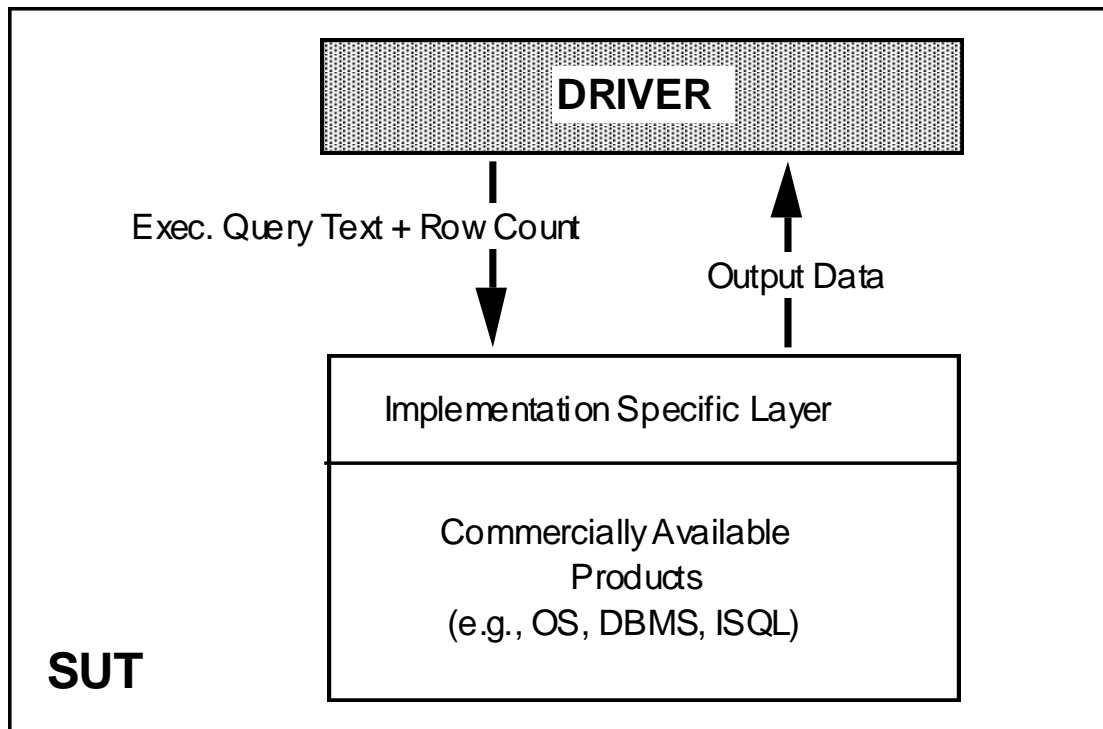 DRIVER
Exec. Query Text + Row Count
Output Data
Implementation Specific Layer
Commercially Available
Products
(e.g., OS, DBMS, ISQL)
SUT